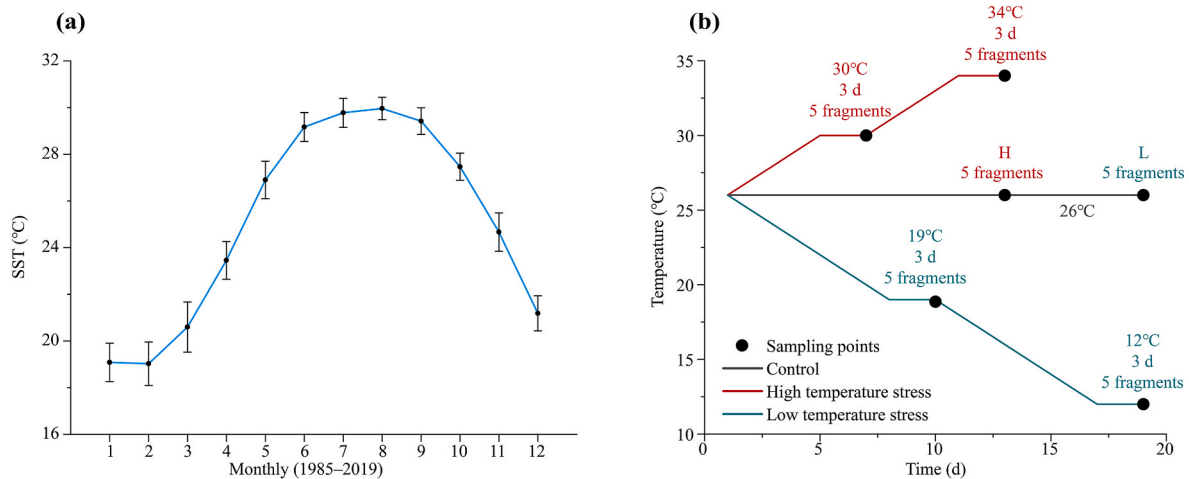 (a)
32
28
24
20
16
SST (℃)
1 2 3 4 5 6 7 8 9 10 11 12
Monthly (1985–2019)
(b)
34℃
3 d
5 fragments
30℃
3 d
5 fragments
H
5 fragments
L
5 fragments
26℃
19℃
3 d
5 fragments
12℃
3 d
5 fragments
Sampling points
Control
High temperature stress
Low temperature stress
35
30
25
20
15
10
Temperature (℃)
0 5 10 15 20
Time (d)